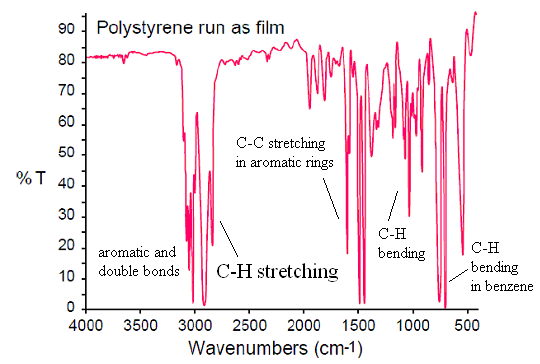 Polystyrene run as film
90
80
70
60
50
40
30
20
10
0
%T
C-C stretching
in aromatic rings
aromatic and
double bonds
C-H stretching
C-H
bending
C-H
bending
in benzene
4000 3500 3000 2500 2000 1500 1000 500
Wavenumbers (cm-1)